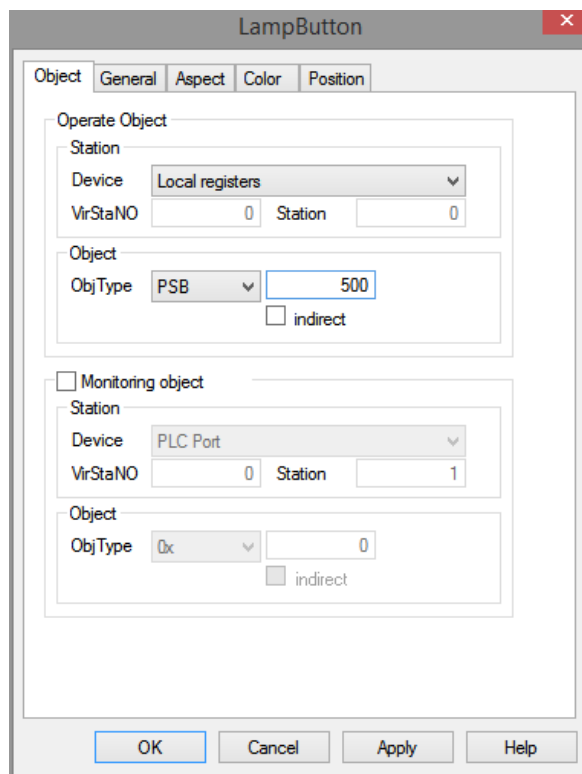 LampButton
Object General Aspect Color Position
Operate Object
Station
Device Local registers
VirStaNO 0 Station 0
Object
ObjType PSB 500
indirect
Monitoring object
Station
Device PLC Port
VirStaNO 0 Station 1
Object
ObjType 0x 0
indirect
OK Cancel Apply Help